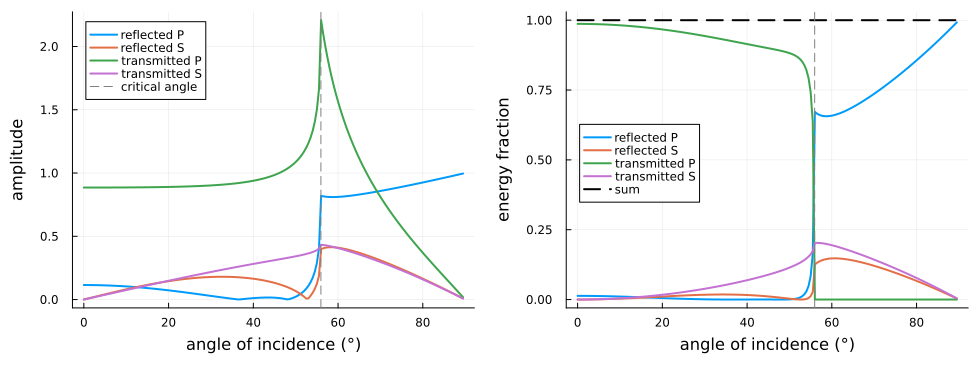 amplitude
2.0
1.5
1.0
0.5
0.0
reflected P
reflected S
transmitted P
transmitted S
critical angle
0
20
40
60
80
angle of incidence (°)
energy fraction
1.00
0.75
0.50
0.25
0.00
reflected P
reflected S
transmitted P
transmitted S
sum
0
20
40
60
80
angle of incidence (°)